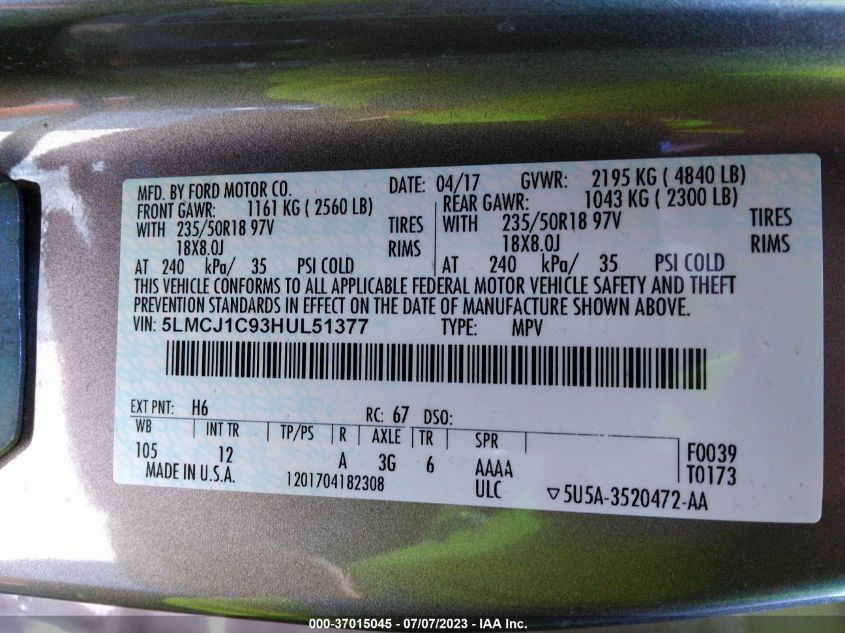 MFD. BY FORD MOTOR CO. DATE: 04/17 GVWR: 2195 KG ( 4840 LB)
FRONT GAWR: 1161 KG ( 2560 LB) REAR GAWR: 1043 KG ( 2300 LB)
WITH 235/50R18 97V TIRES WITH 235/50R18 97V TIRES
18X8.0J RIMS 18X8.0J RIMS
AT 240 kPa/ 35 PSI COLD AT 240 kPa/ 35 PSI COLD
THIS VEHICLE CONFORMS TO ALL APPLICABLE FEDERAL MOTOR VEHICLE SAFETY AND THEFT
PREVENTION STANDARDS IN EFFECT ON THE DATE OF MANUFACTURE SHOWN ABOVE.
VIN: 5LMCJ1C93HUL51377 TYPE: MPV
EXT PNT: H6 RC: 67 DSO:
WB INT TR TP/PS R AXLE TR SPR F0039
105 12 A 3G 6 AAAA T0173
MADE IN U.S.A. 1201704182308 ULC ▽5U5A-3520472-AA
000-37015045 - 07/07/2023 - IAA Inc.